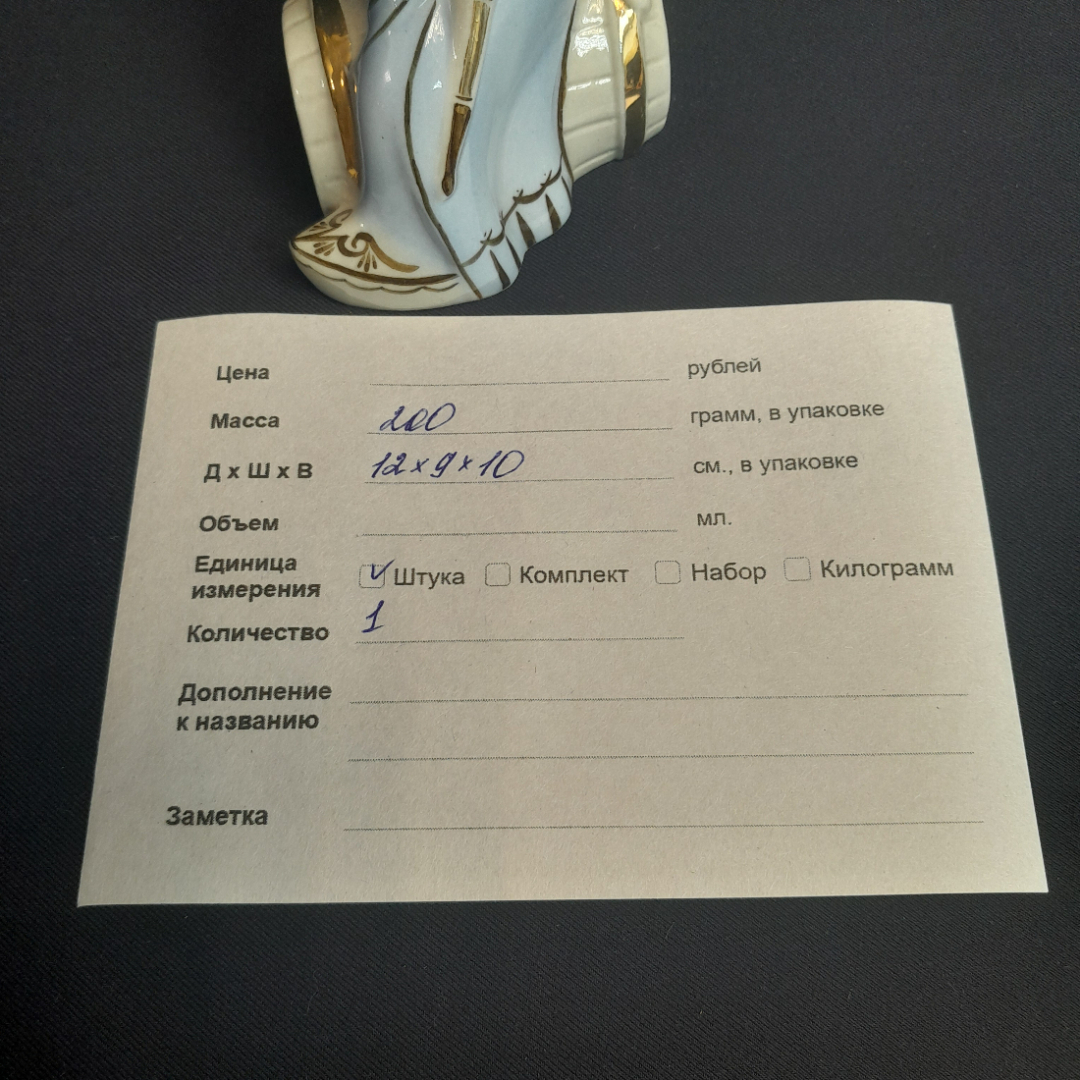 Цена рублей
Масса 200 грамм, в упаковке
Д х Ш х В 12х9х10 см., в упаковке
Объем мл.
Единица измерения ✓ Штука Комплект Набор Килограмм
Количество 1
Дополнение
к названию
Заметка